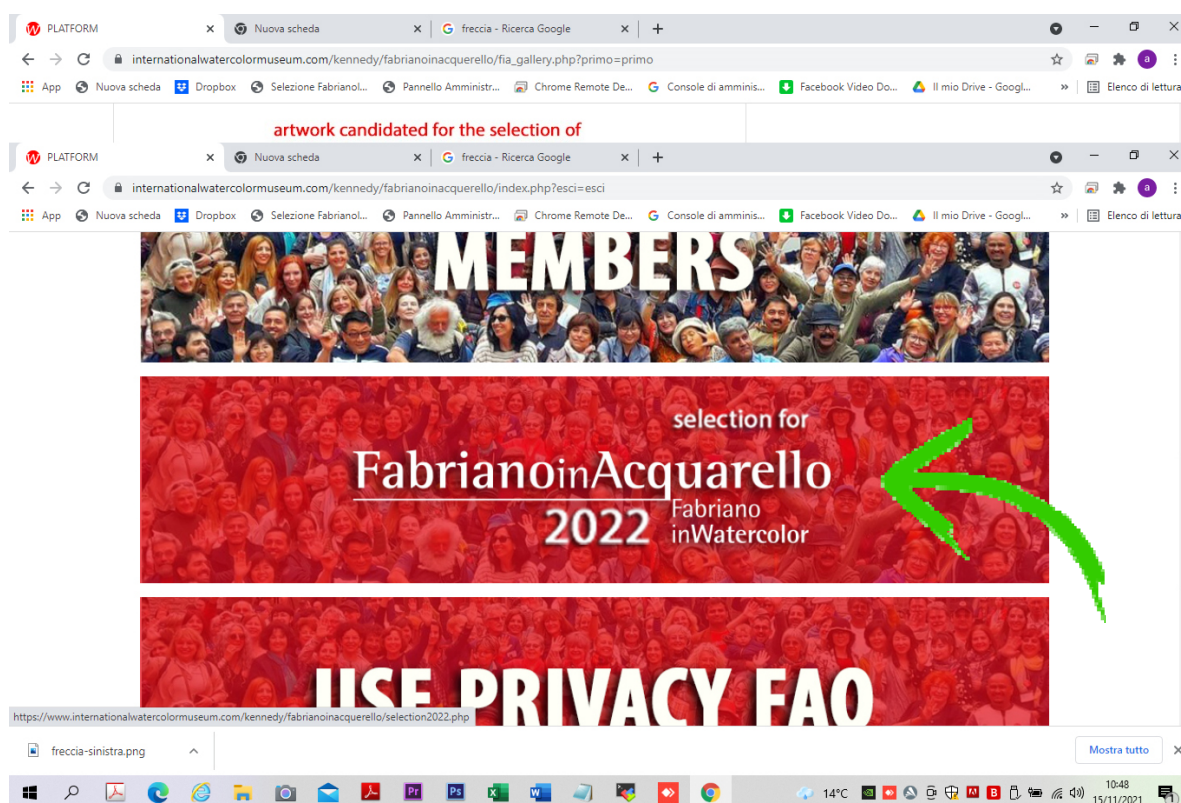 PLATFORM
Nuova scheda
freccia - Ricerca Google
internationalwatercolormuseum.com/kennedy/fabrianoinacquerello/fia_gallery.php?primo=primo
a
App
Nuova scheda
Dropbox
Selezione FabrianoI...
Pannello Amministr...
Chrome Remote De...
Console di amminis...
Facebook Video Do...
Il mio Drive - Googl...
»
Elenco di lettura
artwork candidated for the selection of
PLATFORM
Nuova scheda
freccia - Ricerca Google
internationalwatercolormuseum.com/kennedy/fabrianoinacquerello/index.php?esci=esci
a
App
Nuova scheda
Dropbox
Selezione FabrianoI...
Pannello Amministr...
Chrome Remote De...
Console di amminis...
Facebook Video Do...
Il mio Drive - Googl...
»
Elenco di lettura
MEMBERS
selection for
FabrianoinAcquarello
2022
Fabriano
inWatercolor
USE PRIVACY FAQ
https://www.internationalwatercolormuseum.com/kennedy/fabrianoinacquerello/selection2022.php
freccia-sinistra.png
Mostra tutto
14°C
10:48
15/11/2021